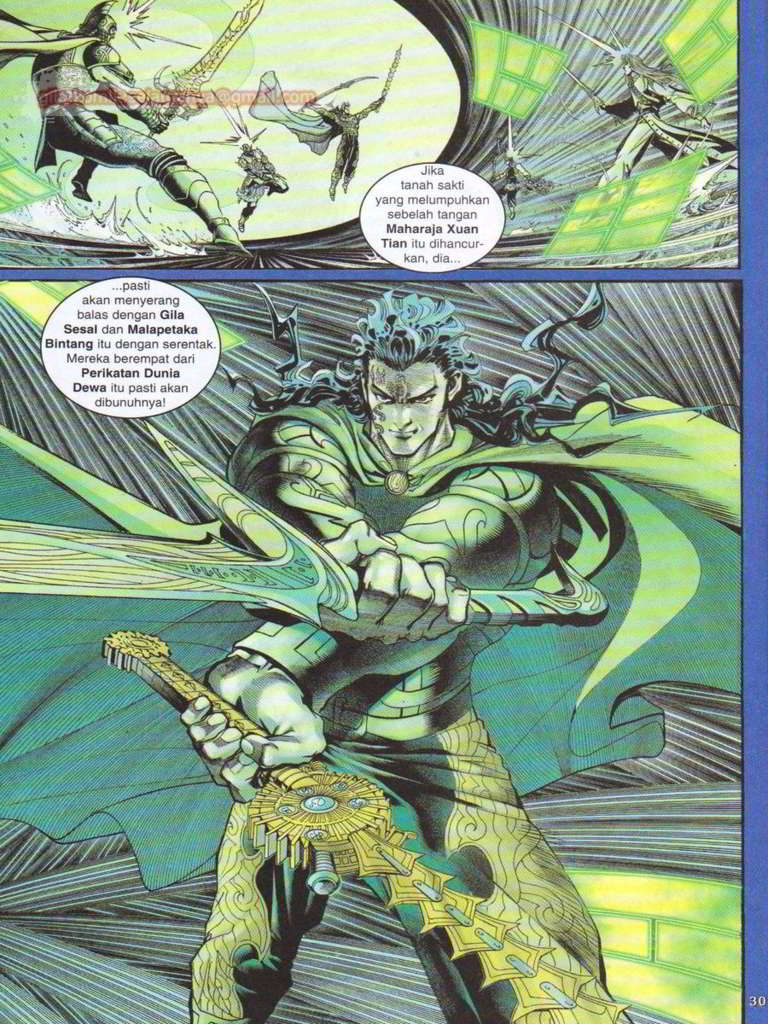 Jika
tanah sakti
yang melumpuhkan
sebelah tangan
Maharaja Xuan
Tian itu dihancur-
kan, dia...
...pasti
akan menyerang
balas dengan Gila
Sesal dan Malapetaka
Bintang itu dengan serentak.
Mereka berempat dari
Perikatan Dunia
Dewa itu pasti akan
dibunuhnya!
30